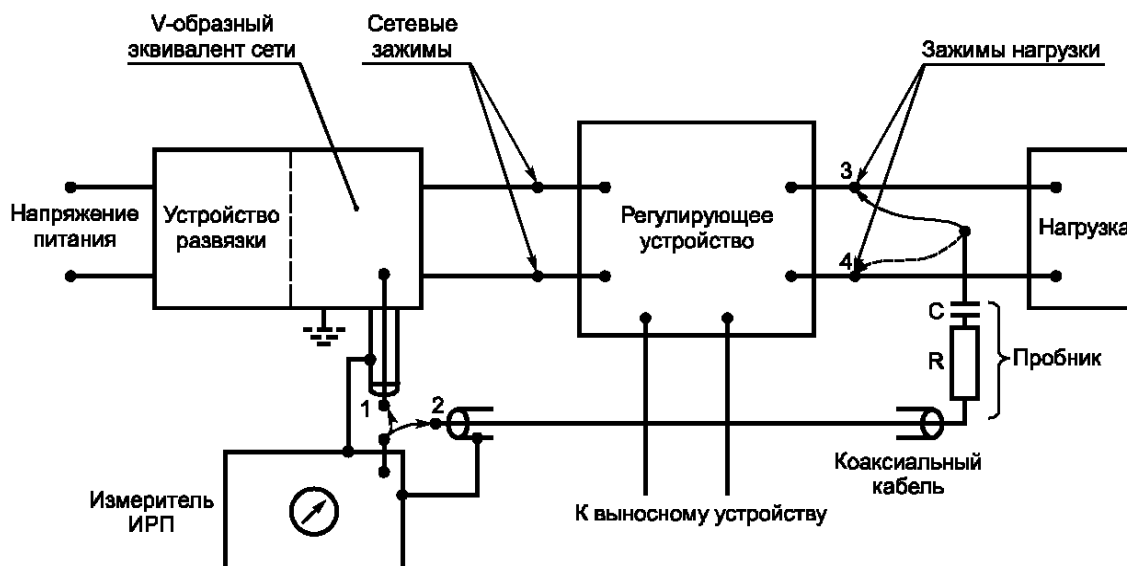 V-образный
эквивалент сети
Сетевые
зажимы
Зажимы нагрузки
Напряжение
питания
Устройство
развязки
Регулирующее
устройство
3
4
Нагрузка
C
R
Пробник
1
2
Коаксиальный
кабель
Измеритель
ИРП
К выносному устройству